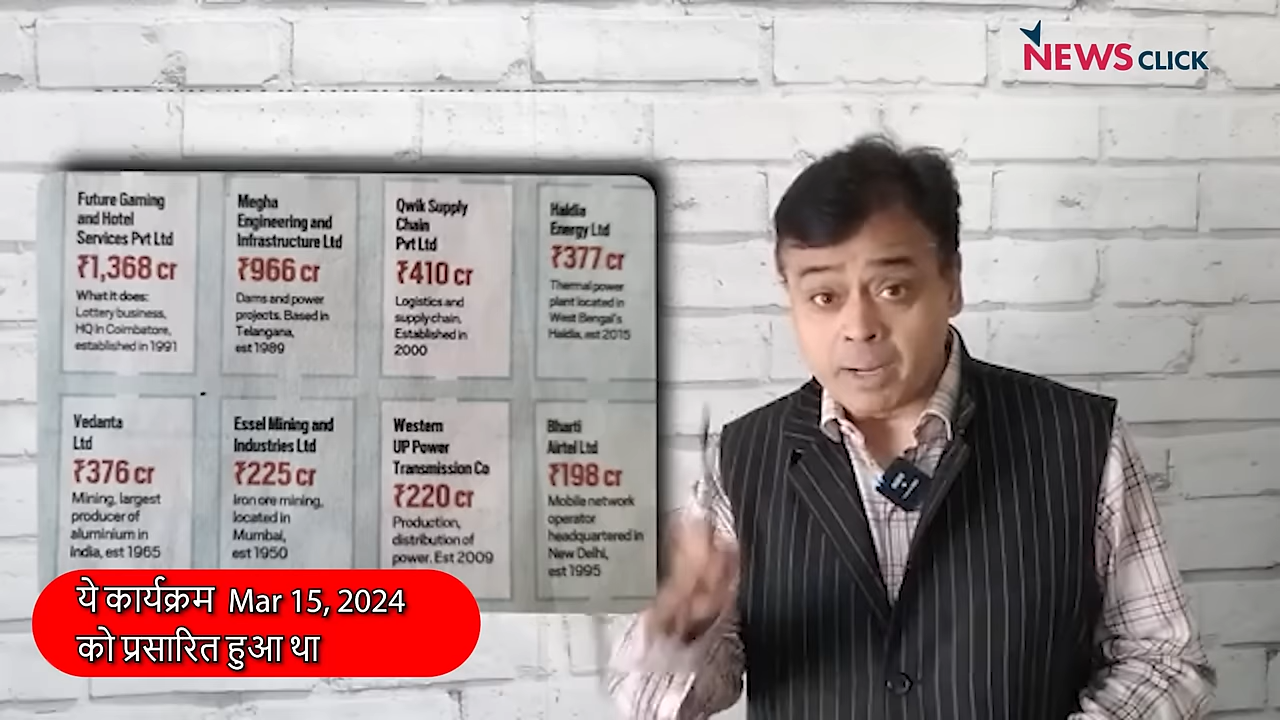 NEWS CLICK
Future Gaming
and Hotel
Services Pvt Ltd
₹1,368 cr
What it does:
Lottery business,
HQ in Coimbatore,
established in 1991
Megha
Engineering and
Infrastructure Ltd
₹966 cr
Dams and power
projects. Based in
Telangana,
est 1989
Qwik Supply
Chain
Pvt Ltd
₹410 cr
Logistics and
supply chain,
Established in
2000
Haldia
Energy Ltd
₹377 cr
Thermal power
plant located in
West Bengal's
Haldia, est 2015
Vedanta
Ltd
₹376 cr
Mining, largest
producer of
aluminium in
India, est 1965
Essel Mining and
Industries Ltd
₹225 cr
Iron ore mining,
located in
Mumbai,
est 1950
Western
UP Power
Transmission Co
₹220 cr
Production,
distribution of
power. Est 2009
Bharti
Airtel Ltd
₹198 cr
Mobile network
operator
headquartered in
New Delhi,
est 1995
ये कार्यक्रम Mar 15, 2024
को प्रसारित हुआ था